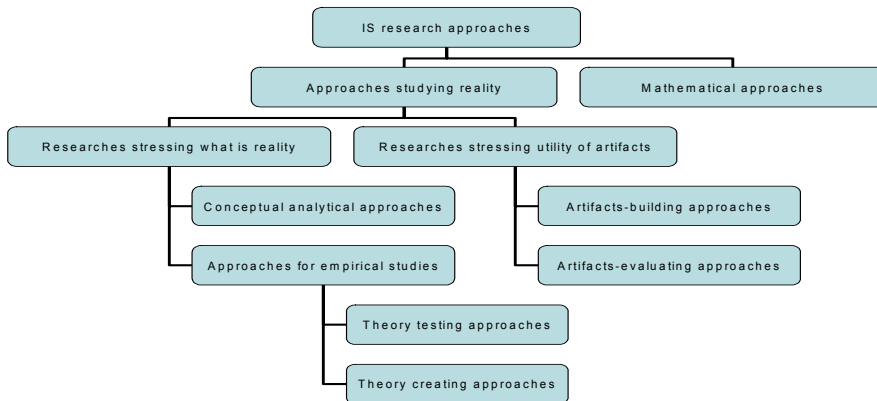 IS research approaches
Approaches studying reality
Mathematical approaches
Researches stressing what is reality
Researches stressing utility of artifacts
Conceptual analytical approaches
Artifacts-building approaches
Approaches for empirical studies
Artifacts-evaluating approaches
Theory testing approaches
Theory creating approaches